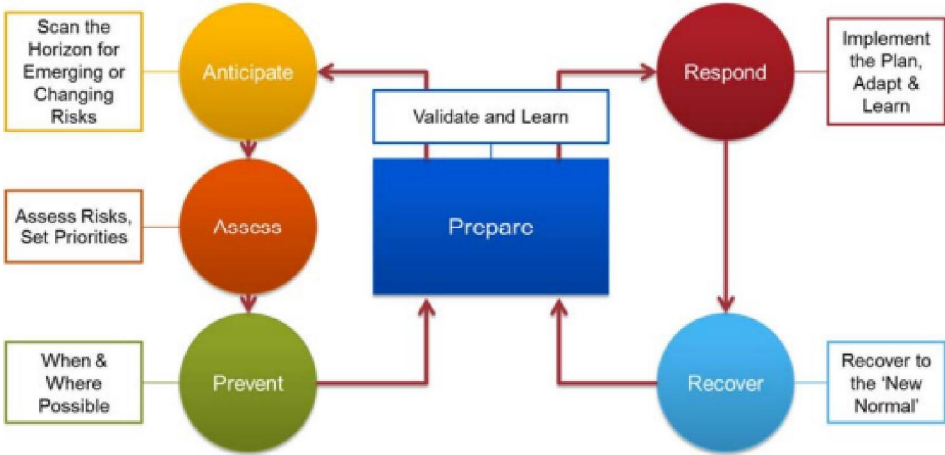 Scan the
Horizon for
Emerging or
Changing
Risks
Anticipate
Assess Risks,
Set Priorities
Assess
When &
Where
Possible
Prevent
Validate and Learn
Prepare
Respond
Implement
the Plan,
Adapt &
Learn
Recover
Recover to
the ‘New
Normal’